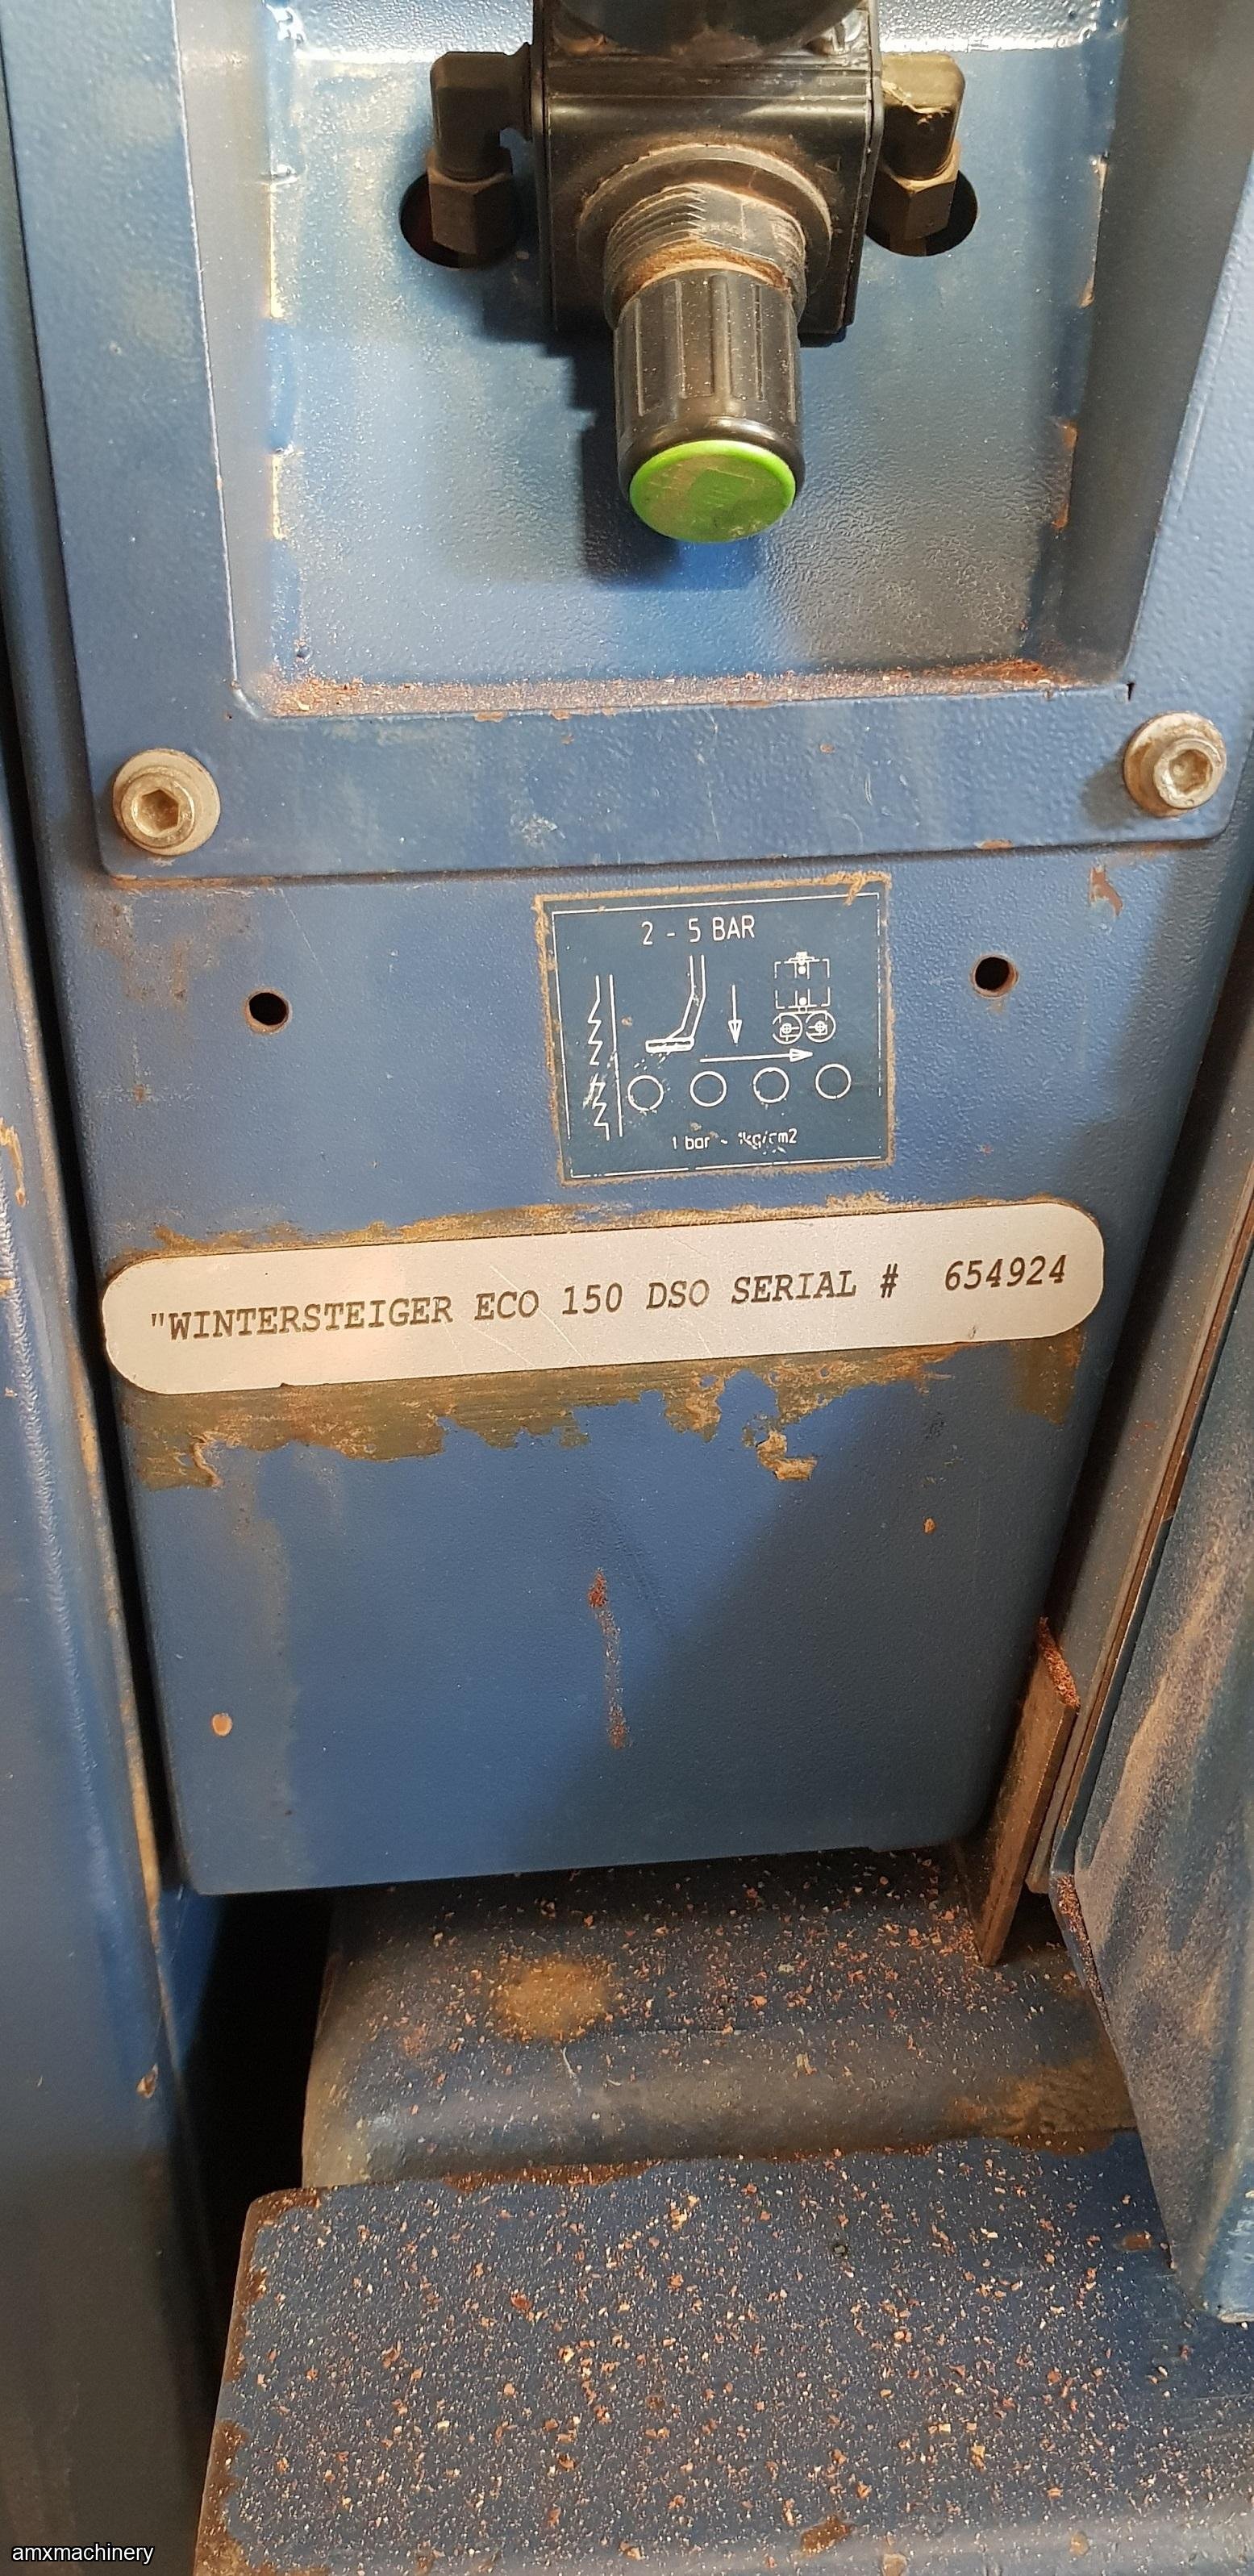 2 - 5 BAR
1 bar ~ 1kg/cm2
"WINTERSTEIGER ECO 150 DSO SERIAL # 654924
amxmachinery